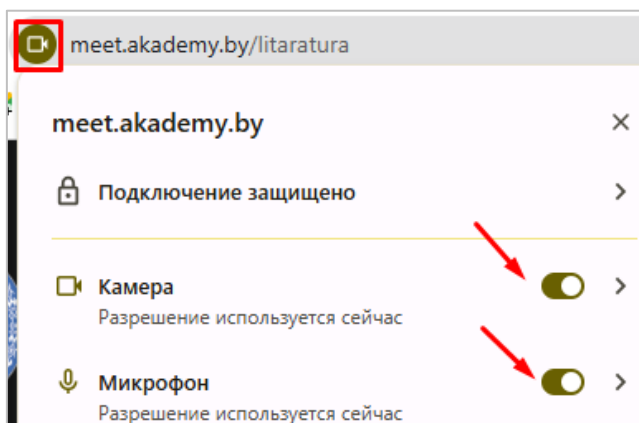 meet.akademy.by/litaratura
meet.akademy.by
Подключение защищено
Камера
Разрешение используется сейчас
Микрофон
Разрешение используется сейчас